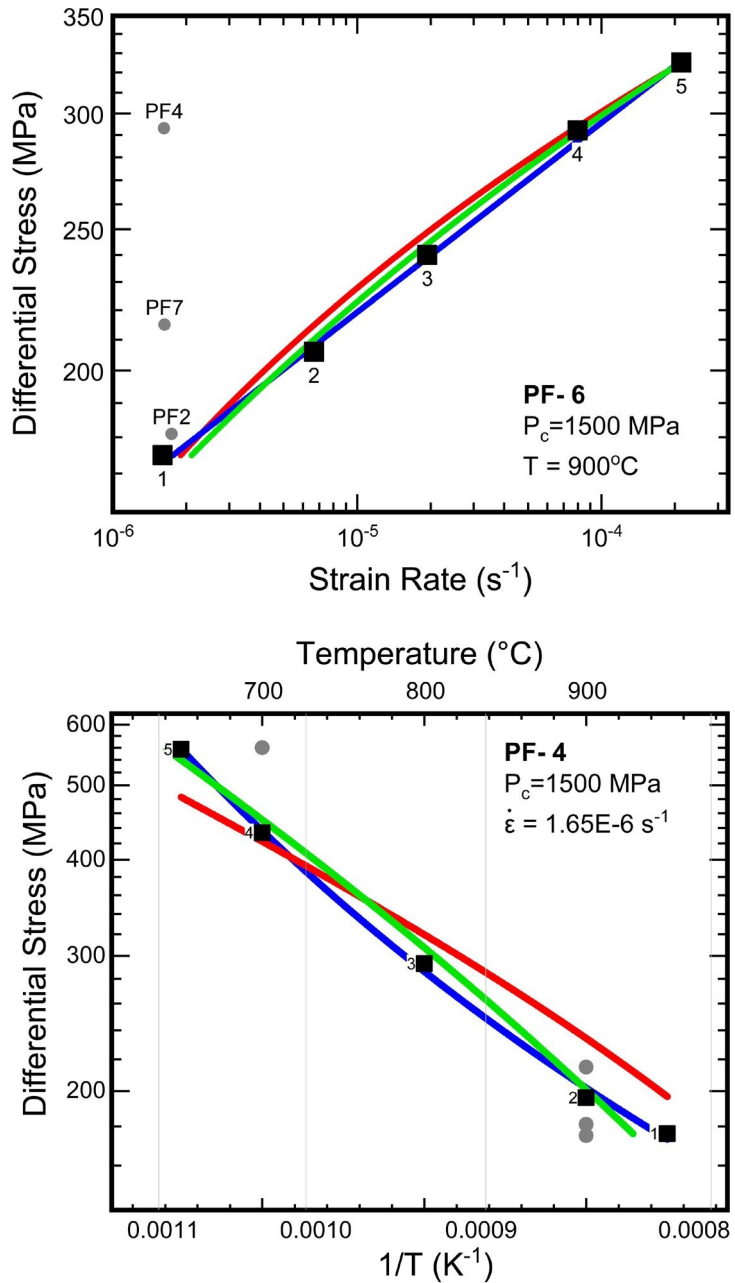 350
300
250
200
Differential Stress (MPa)
PF4
PF7
PF2
1
2
3
4
5
PF- 6
Pc=1500 MPa
T = 900oC
10-6
10-5
10-4
Strain Rate (s-1)
Temperature (°C)
700
800
900
600
500
400
300
200
Differential Stress (MPa)
5
4
3
2
1
PF- 4
Pc=1500 MPa
ε̇ = 1.65E-6 s-1
0.0011
0.0010
0.0009
0.0008
1/T (K-1)